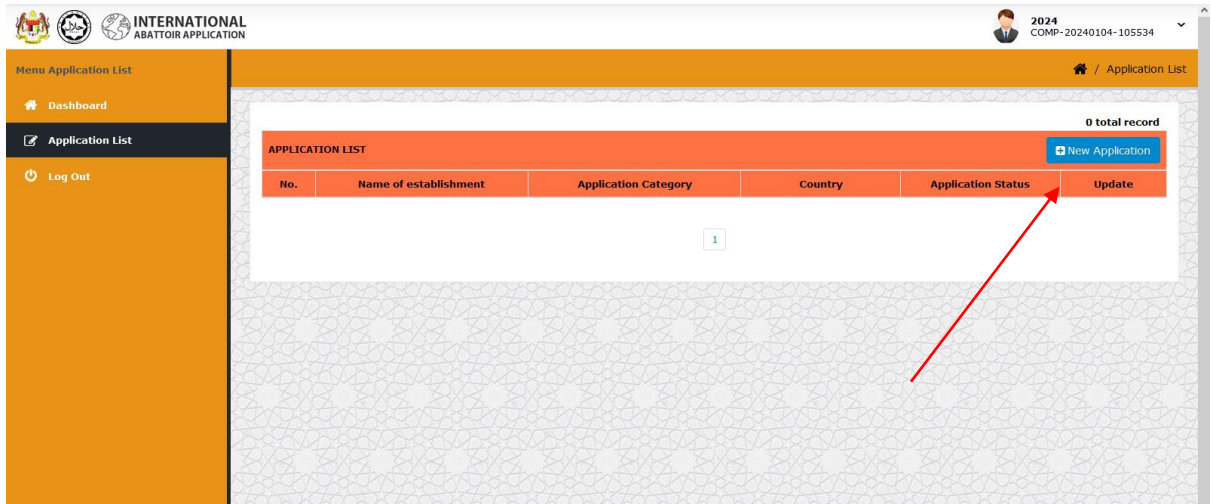 INTERNATIONAL
ABATTOIR APPLICATION
2024
COMP-20240104-105534
Menu Application List
/ Application List
Dashboard
Application List
Log Out
0 total record
APPLICATION LIST
New Application
No. Name of establishment Application Category Country Application Status Update
1